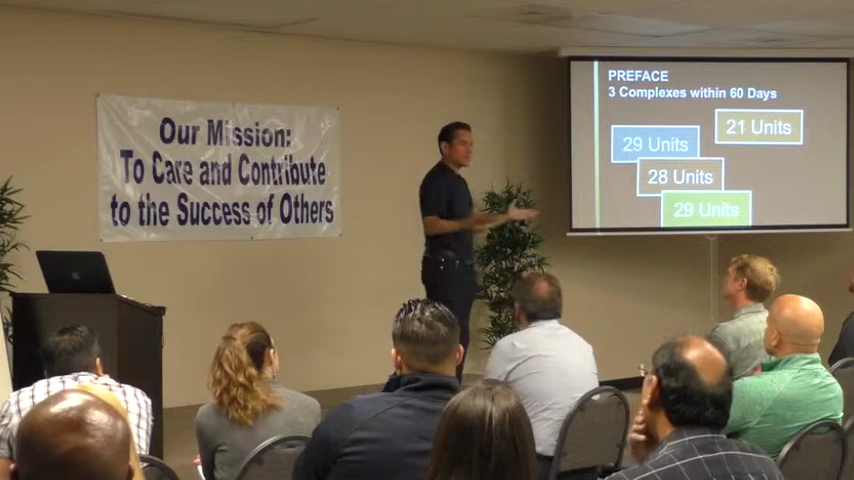 Our Mission:
To Care and Contribute
to the Success of Others
PREFACE
3 Complexes within 60 Days
21 Units
29 Units
28 Units
29 Units